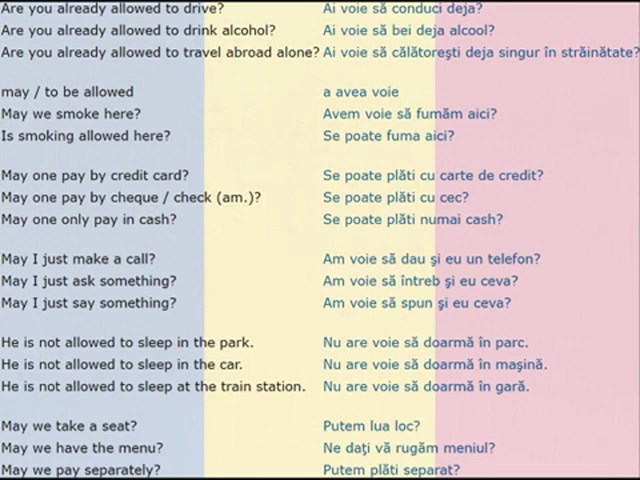 Are you already allowed to drive? Ai voie să conduci deja?
Are you already allowed to drink alcohol? Ai voie să bei deja alcool?
Are you already allowed to travel abroad alone? Ai voie să călătoreşti deja singur în străinătate?
may / to be allowed a avea voie
May we smoke here? Avem voie să fumăm aici?
Is smoking allowed here? Se poate fuma aici?
May one pay by credit card? Se poate plăti cu carte de credit?
May one pay by cheque / check (am.)? Se poate plăti cu cec?
May one only pay in cash? Se poate plăti numai cash?
May I just make a call? Am voie să dau şi eu un telefon?
May I just ask something? Am voie să întreb şi eu ceva?
May I just say something? Am voie să spun şi eu ceva?
He is not allowed to sleep in the park. Nu are voie să doarmă în parc.
He is not allowed to sleep in the car. Nu are voie să doarmă în maşină.
He is not allowed to sleep at the train station. Nu are voie să doarmă în gară.
May we take a seat? Putem lua loc?
May we have the menu? Ne daţi vă rugăm meniul?
May we pay separately? Putem plăti separat?